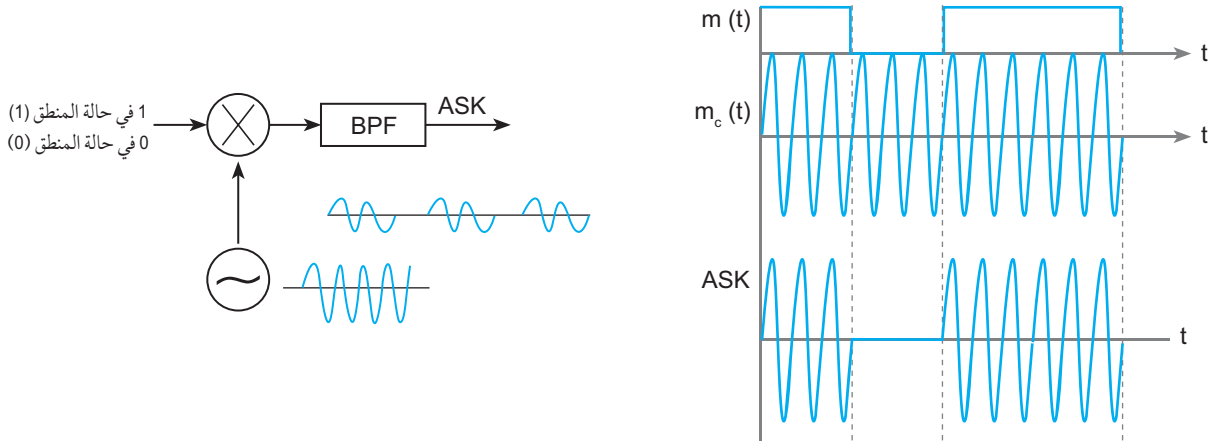 1 في حالة المنطق (1)
0 في حالة المنطق (0)
BPF
ASK
m (t)
t
m_c (t)
t
ASK
t